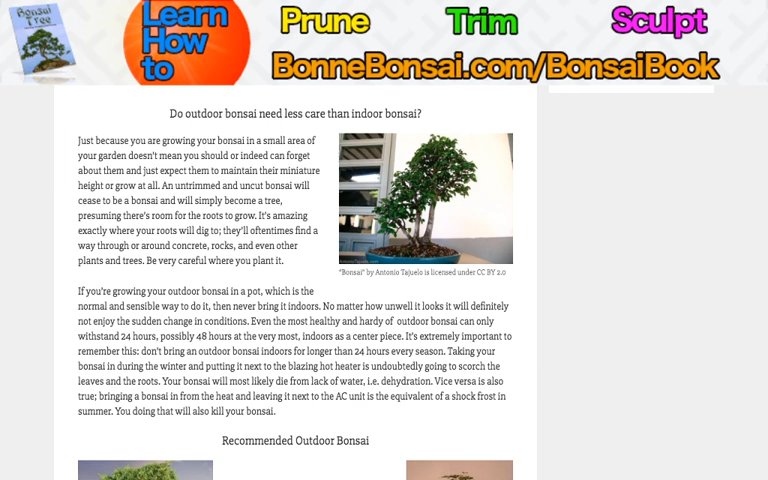 Bonsai
Tree
Learn
How
to
Prune
Trim
Sculpt
BonneBonsai.com/BonsaiBook
Do outdoor bonsai need less care than indoor bonsai?
Just because you are growing your bonsai in a small area of
your garden doesn't mean you should or indeed can forget
about them and just expect them to maintain their miniature
height or grow at all. An untrimmed and uncut bonsai will
cease to be a bonsai and will simply become a tree,
presuming there's room for the roots to grow. It's amazing
exactly where your roots will dig to; they'll oftentimes find a
way through or around concrete, rocks, and even other
plants and trees. Be very careful where you plant it.
"Bonsai" by Antonio Tajuelo is licensed under CC BY 2.0
If you're growing your outdoor bonsai in a pot, which is the
normal and sensible way to do it, then never bring it indoors. No matter how unwell it looks it will definitely
not enjoy the sudden change in conditions. Even the most healthy and hardy of outdoor bonsai can only
withstand 24 hours, possibly 48 hours at the very most, indoors as a center piece. It's extremely important to
remember this: don't bring an outdoor bonsai indoors for longer than 24 hours every season. Taking your
bonsai in during the winter and putting it next to the blazing hot heater is undoubtedly going to scorch the
leaves and the roots. Your bonsai will most likely die from lack of water, i.e. dehydration. Vice versa is also
true; bringing a bonsai in from the heat and leaving it next to the AC unit is the equivalent of a shock frost in
summer. You doing that will also kill your bonsai.
Recommended Outdoor Bonsai